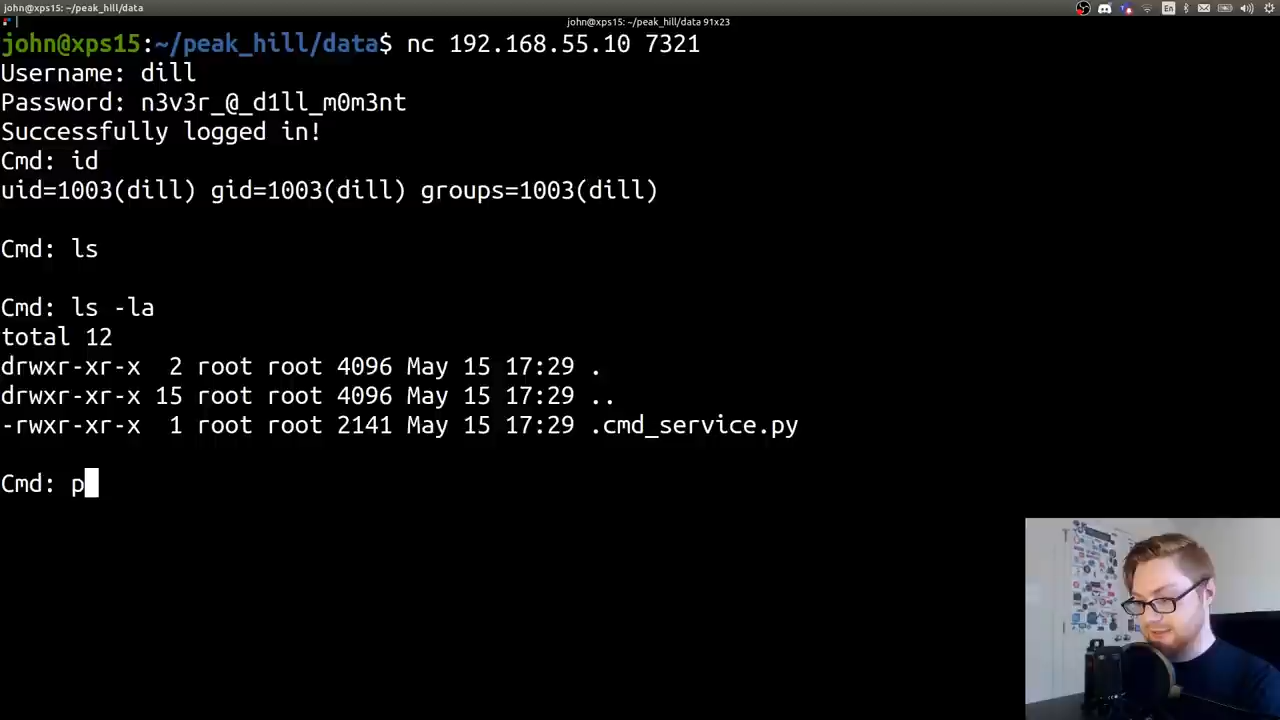 john@xps15: ~/peak_hill/data
En
john@xps15: ~/peak_hill/data 91x23
john@xps15:~/peak_hill/data$ nc 192.168.55.10 7321
Username: dill
Password: n3v3r_@_d1ll_m0m3nt
Successfully logged in!
Cmd: id
uid=1003(dill) gid=1003(dill) groups=1003(dill)
Cmd: ls
Cmd: ls -la
total 12
drwxr-xr-x  2 root root 4096 May 15 17:29 .
drwxr-xr-x 15 root root 4096 May 15 17:29 ..
-rwxr-xr-x  1 root root 2141 May 15 17:29 .cmd_service.py
Cmd: p